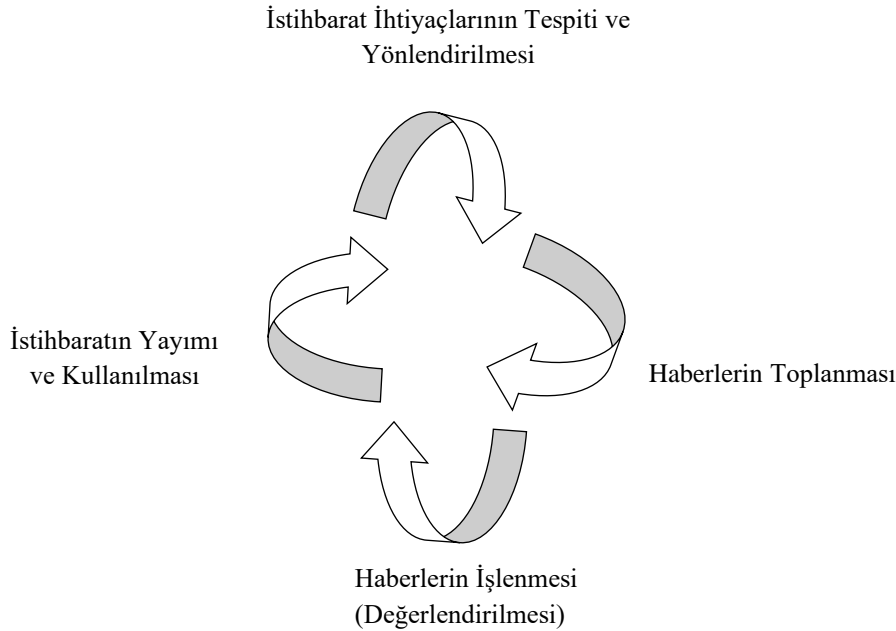 İstihbarat İhtiyaçlarının Tespiti ve
Yönlendirilmesi
İstihbaratın Yayımı
ve Kullanılması
Haberlerin Toplanması
Haberlerin İşlenmesi
(Değerlendirilmesi)